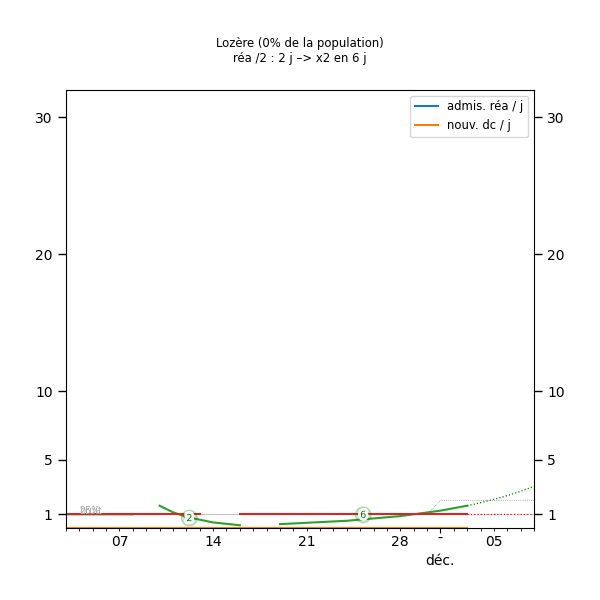 Lozère (0% de la population)
réa /2 : 2 j –> x2 en 6 j
admis. réa / j
nouv. dc / j
30 30
20 20
10 10
5 5
1 2 6 1
07 14 21 28 - 05
déc.